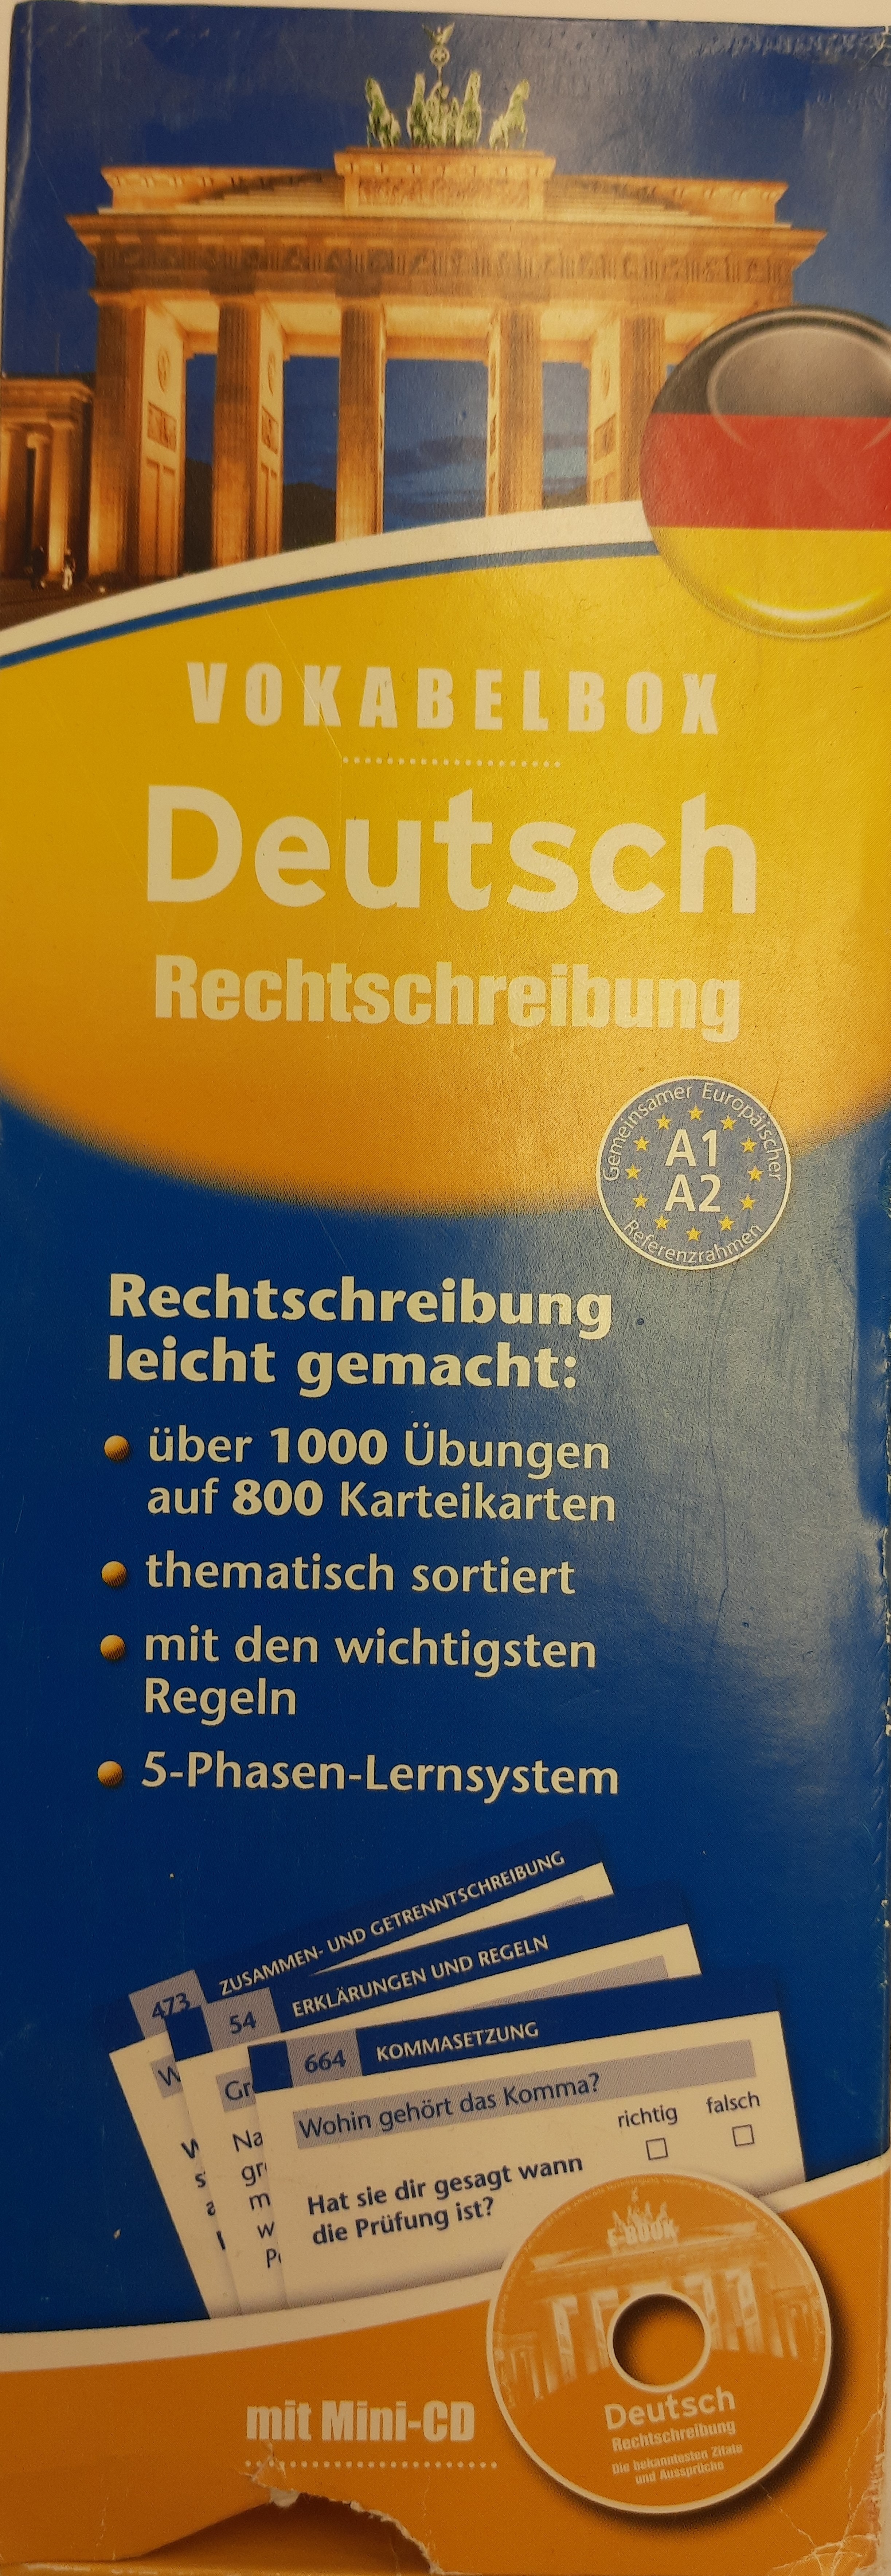 VOKABELBOX
Deutsch
Rechtschreibung
Gemeinsamer Europäischer
A1
A2
Referenzrahmen
Rechtschreibung
leicht gemacht:
über 1000 Übungen
auf 800 Karteikarten
thematisch sortiert
mit den wichtigsten
Regeln
5-Phasen-Lernsystem
473 ZUSAMMEN- UND GETRENNTSCHREIBUNG
54 ERKLÄRUNGEN UND REGELN
664 KOMMASETZUNG
Wohin gehört das Komma?
richtig falsch
Hat sie dir gesagt wann
die Prüfung ist?
Gr
Na
gr
m
w
E-BOOK
Deutsch
Rechtschreibung
Die bekanntesten Zitate
und Aussprüche
mit Mini-CD